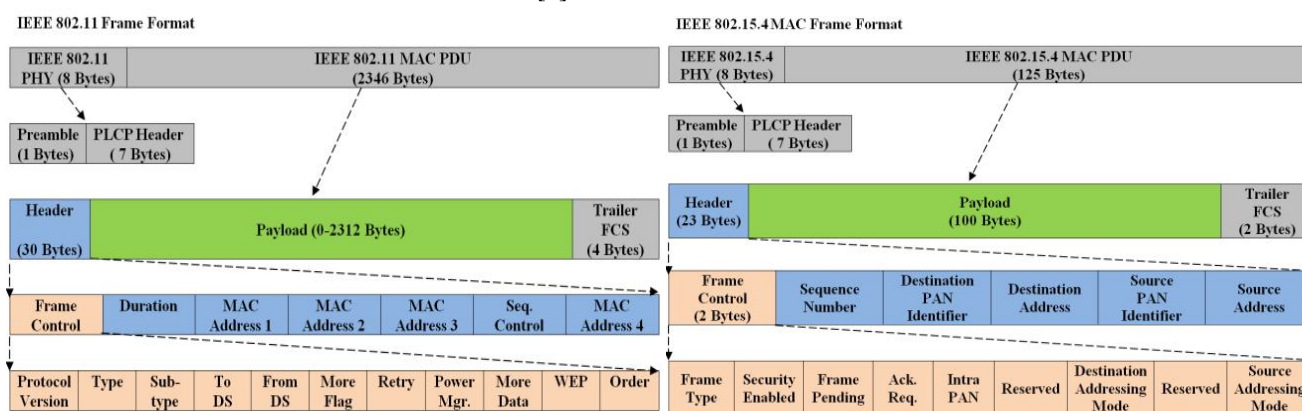 IEEE 802.11 Frame Format
IEEE 802.11
PHY (8 Bytes)
IEEE 802.11 MAC PDU
(2346 Bytes)
Preamble
(1 Bytes)
PLCP Header
( 7 Bytes)
Header
(30 Bytes)
Payload (0-2312 Bytes)
Trailer
FCS
(4 Bytes)
Frame
Control
Duration
MAC
Address 1
MAC
Address 2
MAC
Address 3
Seq.
Control
MAC
Address 4
Protocol
Version
Type
Sub-
type
To
DS
From
DS
More
Flag
Retry
Power
Mgr.
More
Data
WEP
Order
IEEE 802.15.4 MAC Frame Format
IEEE 802.15.4
PHY (8 Bytes)
IEEE 802.15.4 MAC PDU
(125 Bytes)
Preamble
(1 Bytes)
PLCP Header
( 7 Bytes)
Header
(23 Bytes)
Payload
(100 Bytes)
Trailer
FCS
(2 Bytes)
Frame
Control
(2 Bytes)
Sequence
Number
Destination
PAN
Identifier
Destination
Address
Source
PAN
Identifier
Source
Address
Frame
Type
Security
Enabled
Frame
Pending
Ack.
Req.
Intra
PAN
Reserved
Destination
Addressing
Mode
Reserved
Source
Addressing
Mode